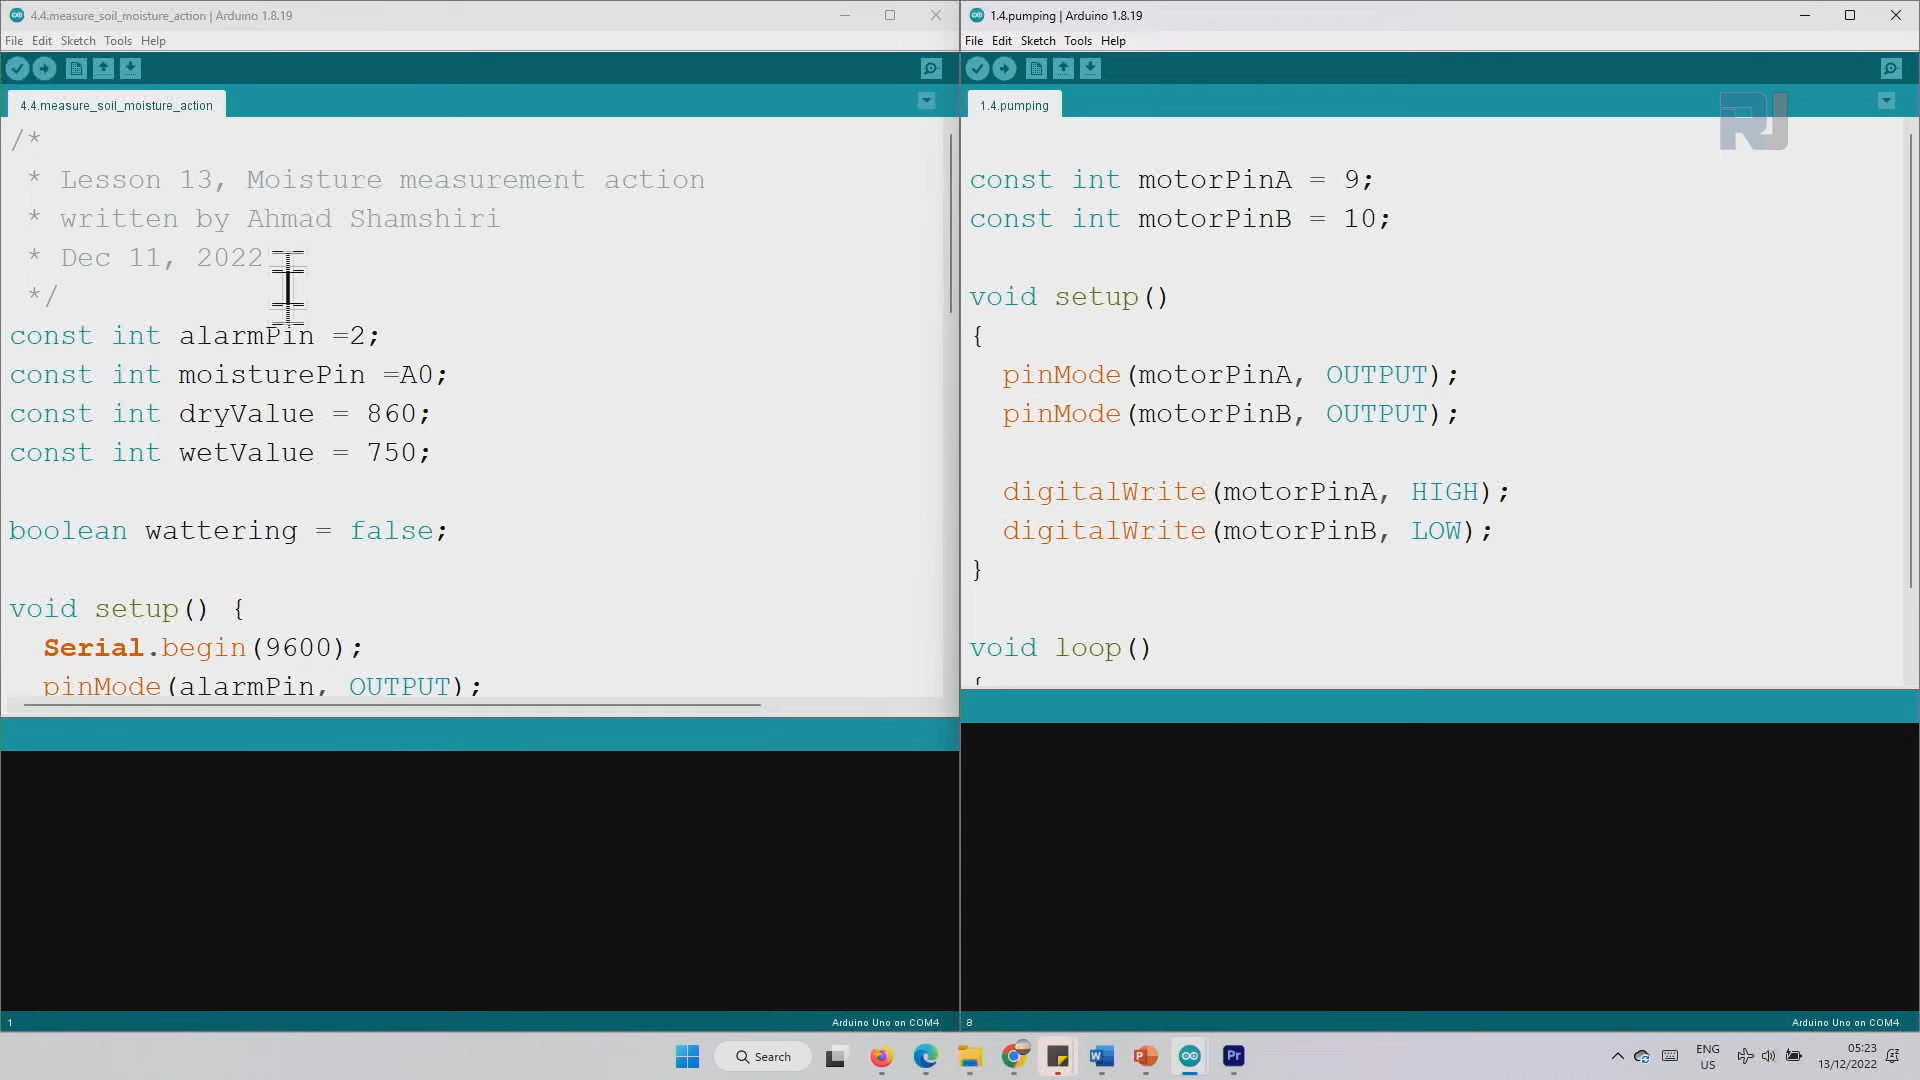 4.4.measure_soil_moisture_action | Arduino 1.8.19
File Edit Sketch Tools Help
4.4.measure_soil_moisture_action
/*
* Lesson 13, Moisture measurement action
* written by Ahmad Shamshiri
* Dec 11, 2022
*/
const int alarmPin =2;
const int moisturePin =A0;
const int dryValue = 860;
const int wetValue = 750;
boolean wattering = false;
void setup() {
Serial.begin(9600);
pinMode(alarmPin, OUTPUT);
1
Arduino Uno on COM4
1.4.pumping | Arduino 1.8.19
File Edit Sketch Tools Help
1.4.pumping
RJ
const int motorPinA = 9;
const int motorPinB = 10;
void setup()
{
pinMode(motorPinA, OUTPUT);
pinMode(motorPinB, OUTPUT);
digitalWrite(motorPinA, HIGH);
digitalWrite(motorPinB, LOW);
}
void loop()
{
8
Arduino Uno on COM4
Search
W
P
Pr
ENG
US
05:23
13/12/2022